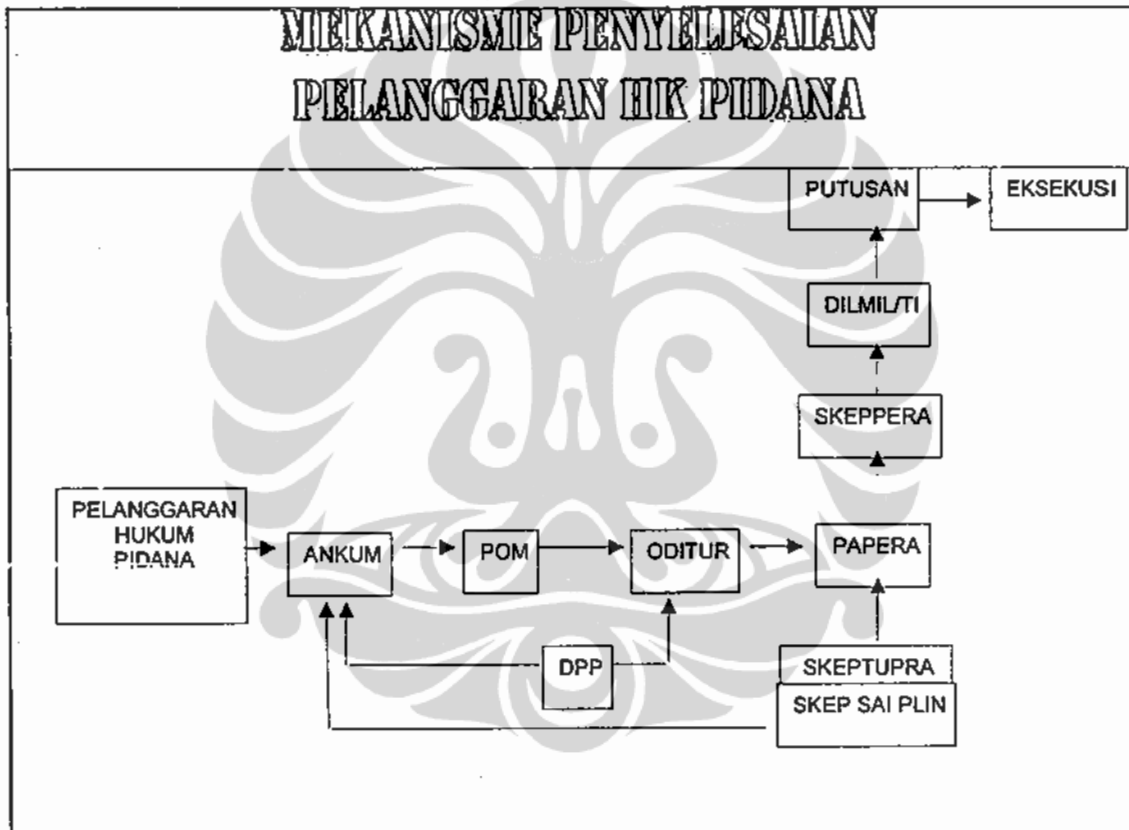 MEKANISME PENYELESAIAN
PELANGGARAN HK PIDANA
PUTUSAN
EKSEKUSI
DILMIL/TI
SKEPPERA
PELANGGARAN
HUKUM
PIDANA
ANKUM
POM
ODITUR
PAPERA
DPP
SKEPTUPRA
SKEP SAI PLIN